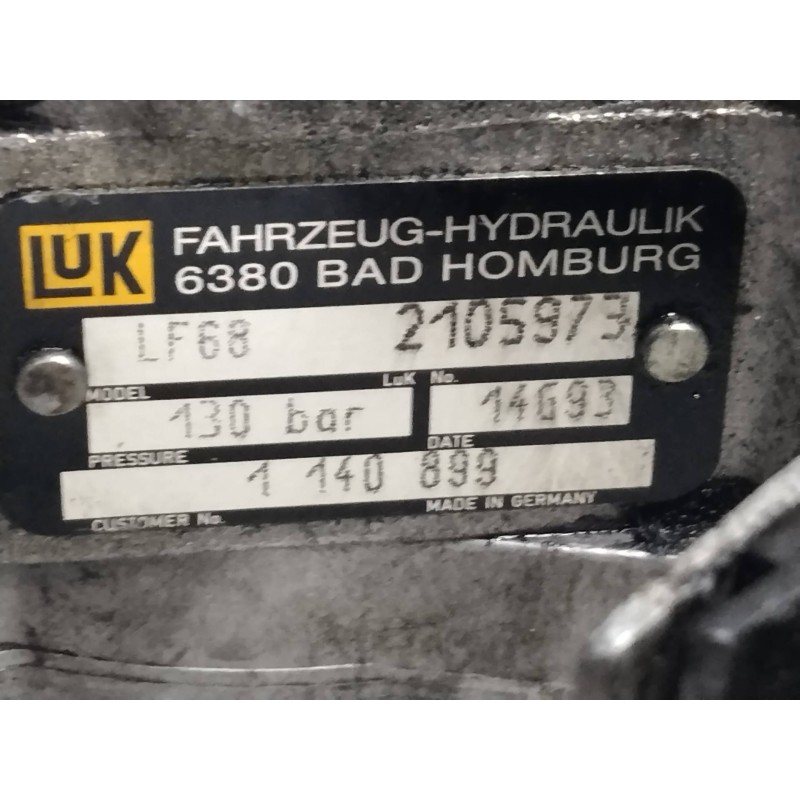 LuK FAHRZEUG-HYDRAULIK
6380 BAD HOMBURG
LF68 2105973
MODEL LuK No.
130 bar 14693
PRESSURE DATE
1 140 899
CUSTOMER No. MADE IN GERMANY